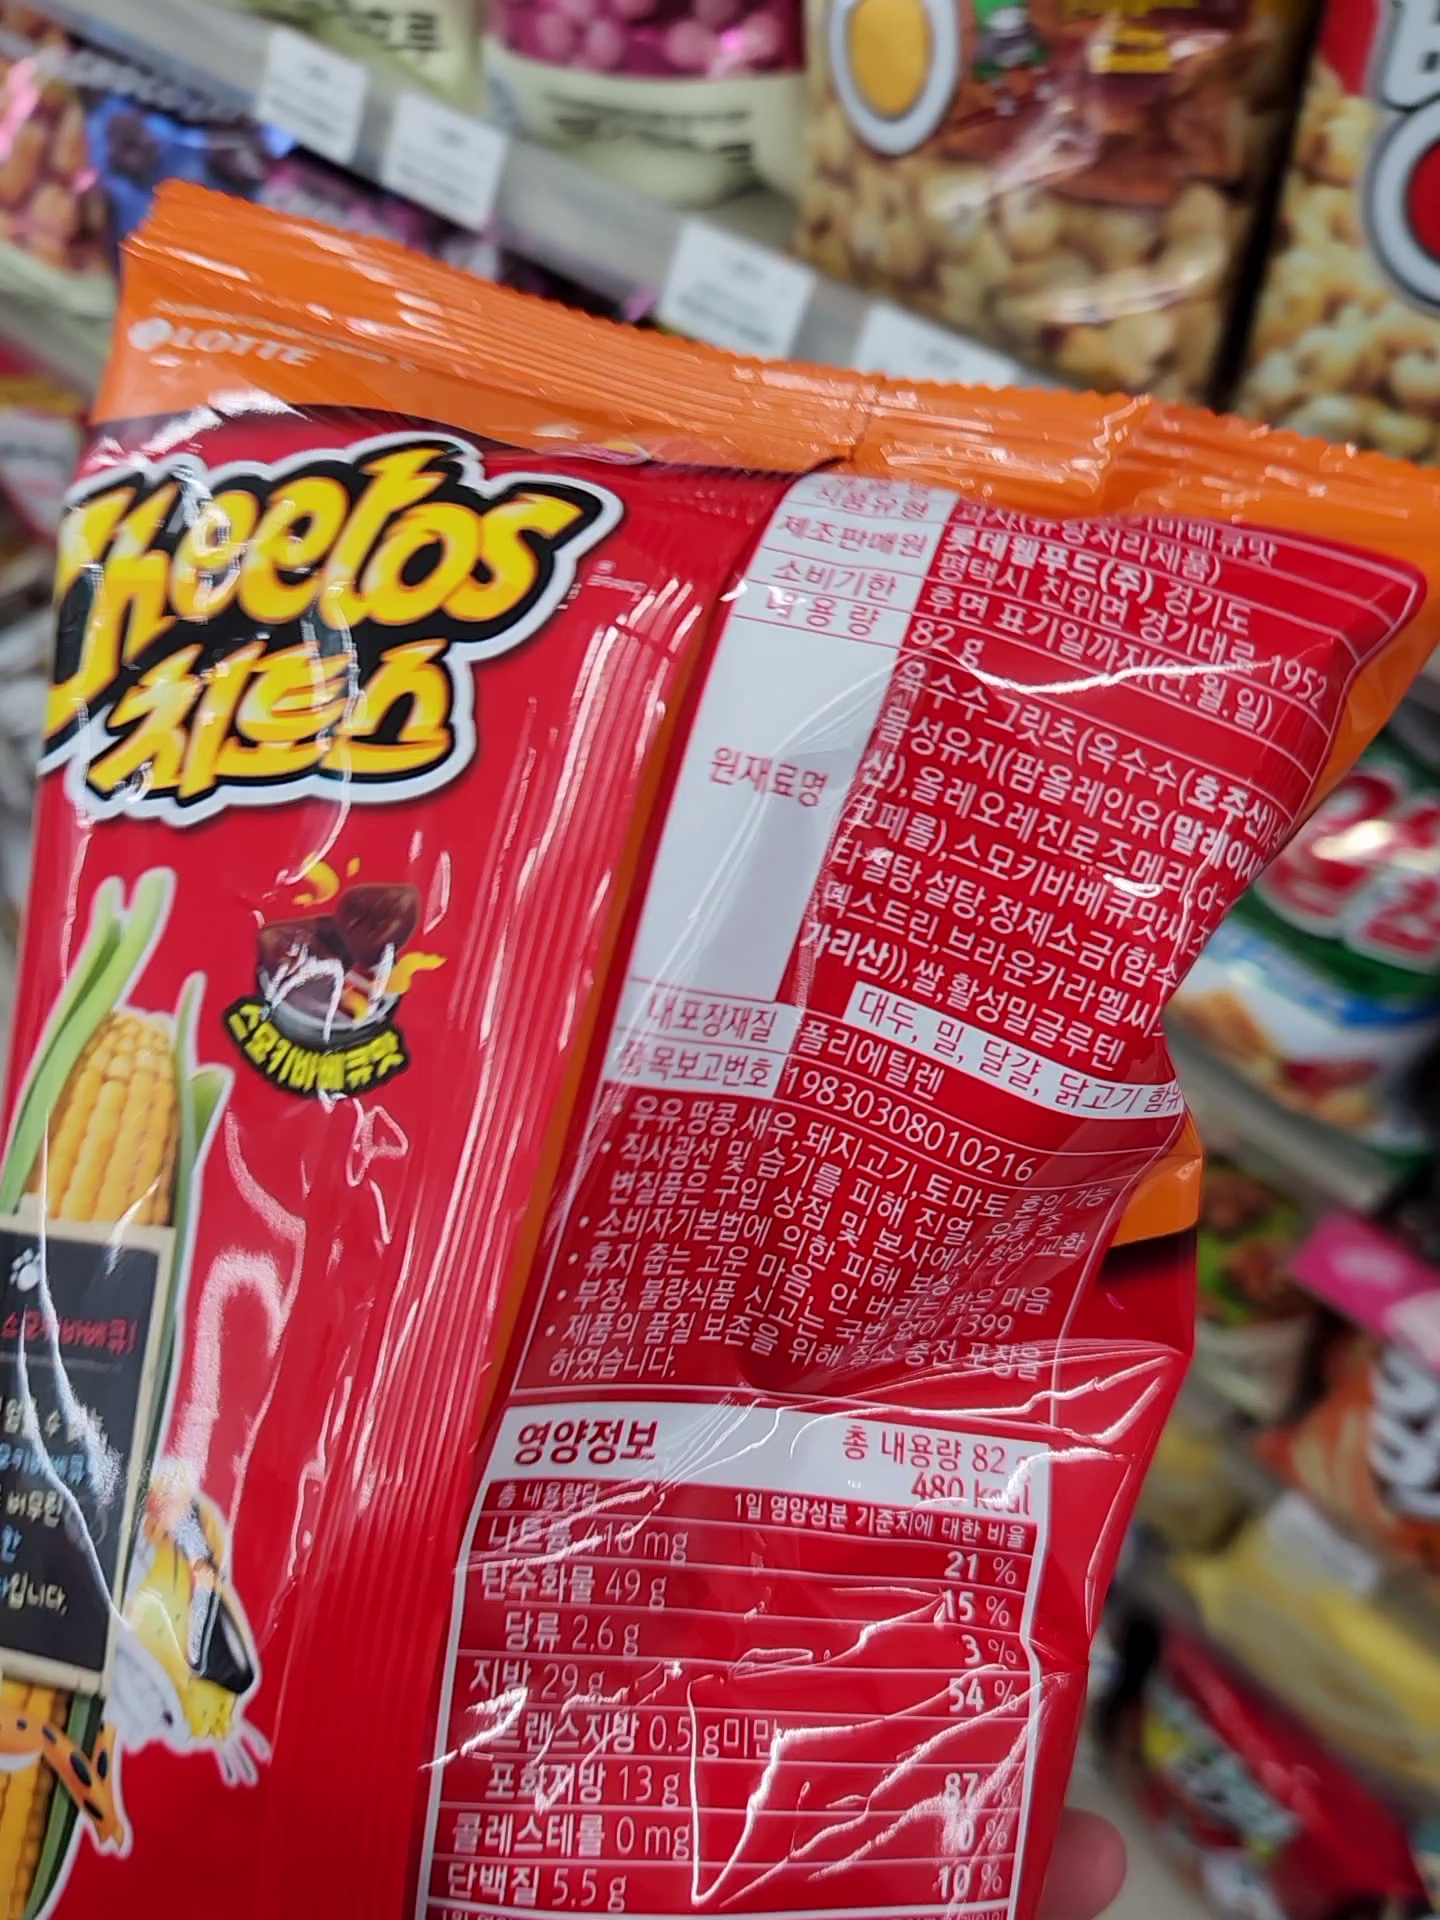 LOTTE
Cheetos
치토스
스모키바베큐맛
식품유형
제조판매원 롯데웰푸드(주) 경기도
평택시 진위면 경기대로 1952
소비기한 후면 표기일까지(연.월.일)
내용량 82 g
원재료명 옥수수그릿츠(옥수수(호주산)
물성유지(팜올레인유(말레이시
산),올레오레진로즈메리,d-
로페롤),스모키바베큐맛씨즈
타설탕,설탕,정제소금(함소
덱스트린,브라운카라멜씨
가리산)),쌀,활성밀글루텐
대두, 밀, 달걀, 닭고기 함유
내포장재질 폴리에틸렌
품목보고번호 19830308010216
• 우유,땅콩,새우,돼지고기,토마토 혼입 가능
• 직사광선 및 습기를 피해 진열, 유통중
변질품은 구입 상점 및 본사에서 항상 교환
• 소비자기본법에 의한 피해 보상
• 휴지 줍는 고운 마음, 안 버리는 밝은 마음
• 부정, 불량식품 신고는 국번 없이 1399
• 제품의 품질 보존을 위해 질소 충전 포장을
하였습니다.
영양정보 총 내용량 82 g
480 kcal
총 내용량당 1일 영양성분 기준치에 대한 비율
나트륨 410 mg 21 %
탄수화물 49 g 15 %
당류 2.6 g 3 %
지방 29 g 54 %
트랜스지방 0.5 g미만
포화지방 13 g 87 %
콜레스테롤 0 mg 0 %
단백질 5.5 g 10 %